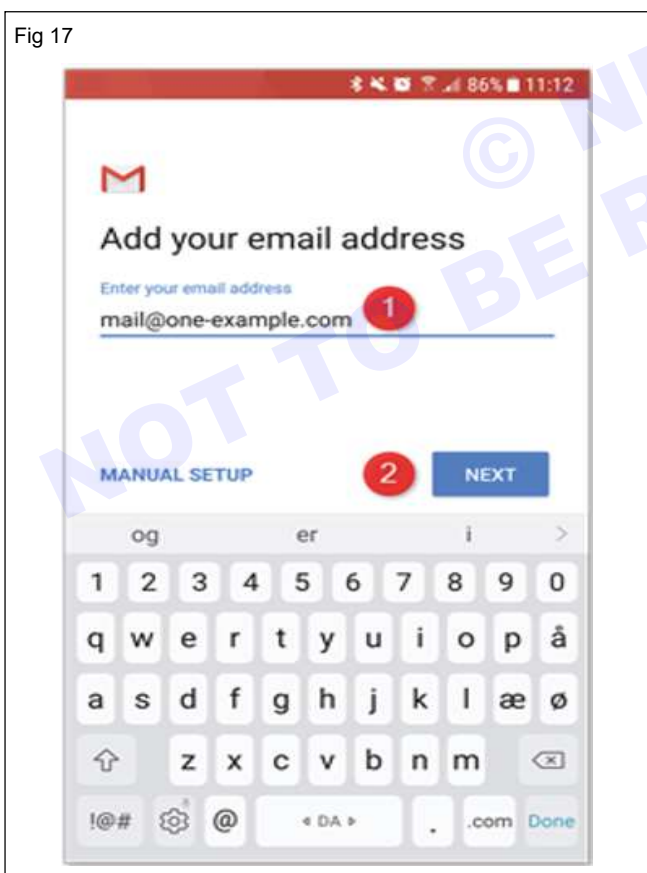 Fig 17
86% 11:12
© N
NOT TO BE R
Add your email address
Enter your email address
mail@one-example.com 1
MANUAL SETUP 2 NEXT
og er i >
1 2 3 4 5 6 7 8 9 0
q w e r t y u i o p å
a s d f g h j k l æ ø
z x c v b n m
!@# @ DA . .com Done